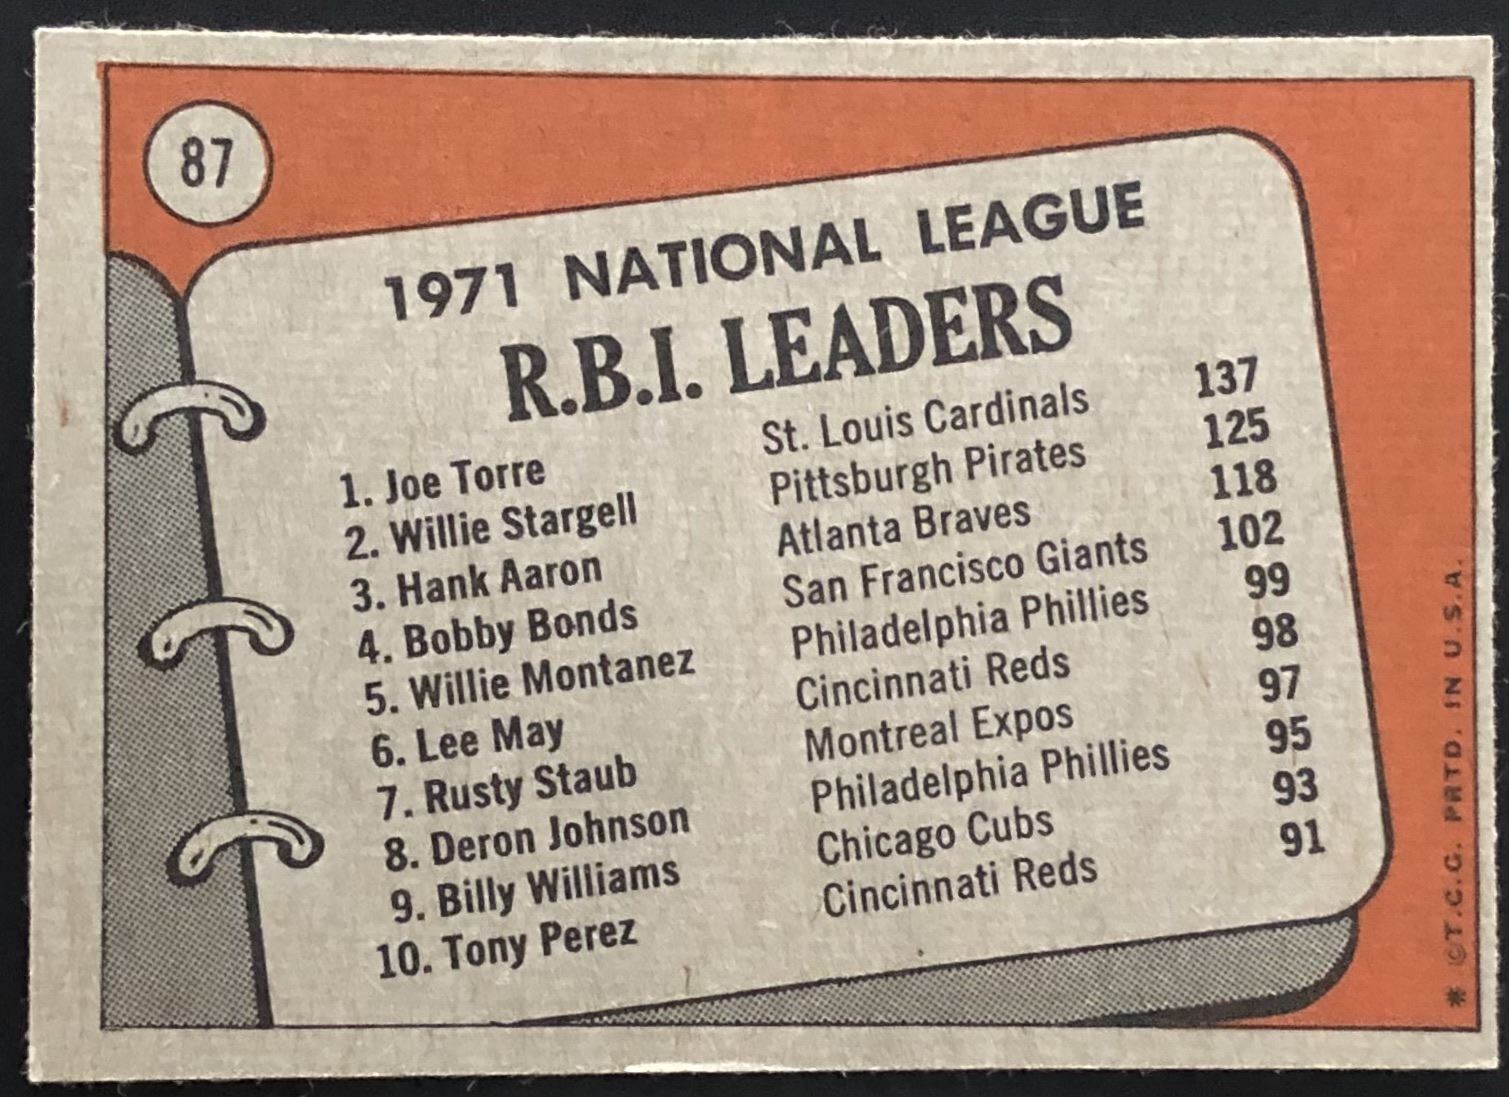 87
1971 NATIONAL LEAGUE
R.B.I. LEADERS
1. Joe Torre St. Louis Cardinals 137
2. Willie Stargell Pittsburgh Pirates 125
3. Hank Aaron Atlanta Braves 118
4. Bobby Bonds San Francisco Giants 102
5. Willie Montanez Philadelphia Phillies 99
6. Lee May Cincinnati Reds 98
7. Rusty Staub Montreal Expos 97
8. Deron Johnson Philadelphia Phillies 95
9. Billy Williams Chicago Cubs 93
10. Tony Perez Cincinnati Reds 91
* ©T.C.G. PRTD. IN U.S.A.